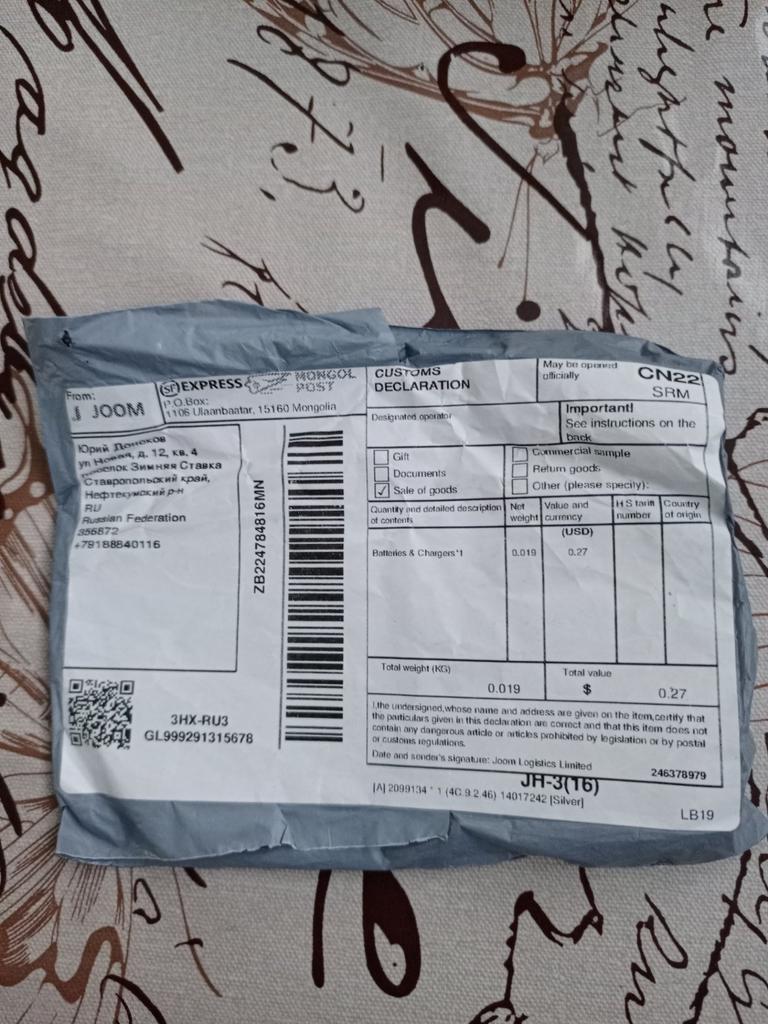 From:
JOOM
SF EXPRESS
MONGOL
POST
P.O.Box:
1106 Ulaanbaatar, 15160 Mongolia
Юрий Донсков
ул Новая, д. 12, кв. 4
поселок Зимняя Ставка
Ставропольский край,
Нефтекумский р-н
RU
Russian Federation
356872
+79188840116
ZB224784816MN
3HX-RU3
GL999291315678
CUSTOMS
DECLARATION
May be opened
officially
CN22
SRM
Designated operator
Important!
See instructions on the
back
Gift
Documents
✓ Sale of goods
Commercial sample
Return goods
Other (please specify):
Quantity and detailed description
of contents
Net
weight
Value and
currency
(USD)
HS tariff
number
Country
of origin
Batteries & Chargers*1 0.019 0.27
Total weight (KG)
0.019
Total value
$ 0.27
I,the undersigned,whose name and address are given on the item,certify that
the particulars given in this declaration are correct and that this item does not
contain any dangerous article or articles prohibited by legislation or by postal
or customs regulations.
Date and sender's signature: Joom Logistics Limited
246378979
JH-3(16)
[A] 2099134 * 1 (4C.9.2.46) 14017242 [Silver]
LB19
mountains